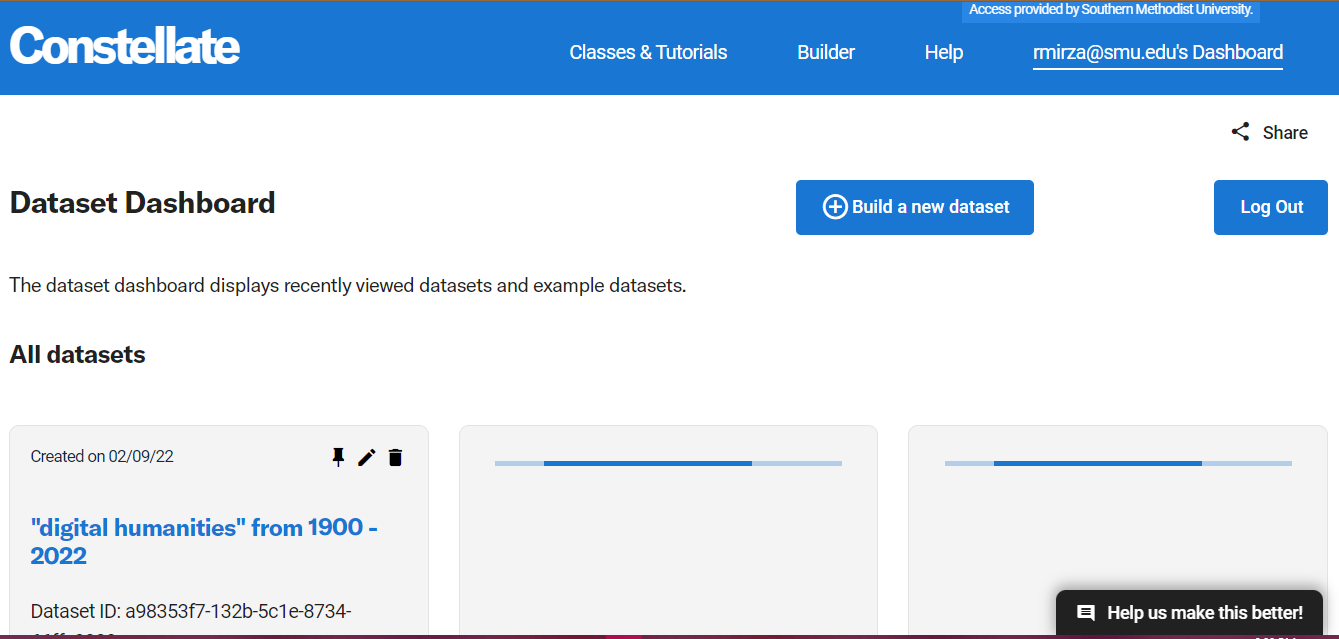 Access provided by Southern Methodist University.
Constellate
Classes & Tutorials
Builder
Help
rmirza@smu.edu's Dashboard
Share
Dataset Dashboard
Build a new dataset
Log Out
The dataset dashboard displays recently viewed datasets and example datasets.
All datasets
Created on 02/09/22
"digital humanities" from 1900 -
2022
Dataset ID: a98353f7-132b-5c1e-8734-
Help us make this better!